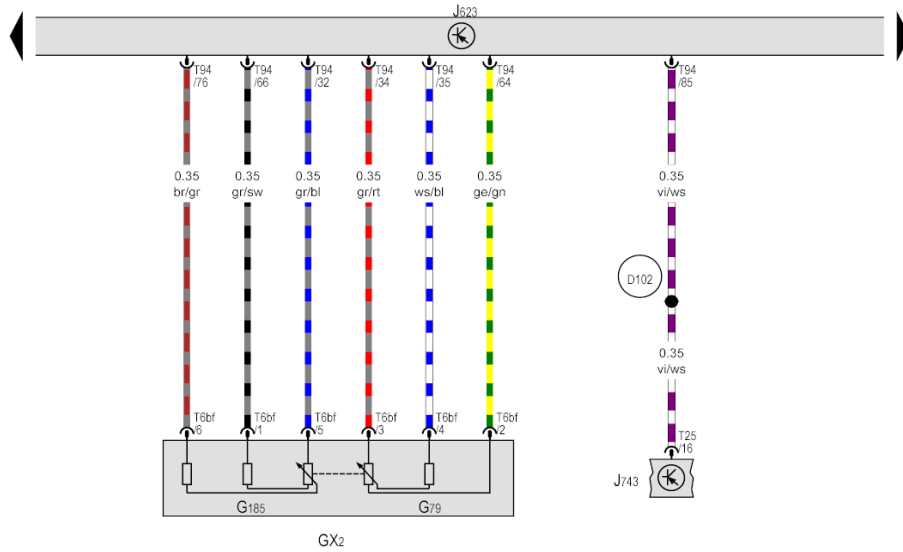 J623
T94 T94 T94 T94 T94 T94 T94
/76 /66 /32 /34 /35 /64 /85
0.35 0.35 0.35 0.35 0.35 0.35 0.35
br/gr gr/sw gr/bl gr/rt ws/bl ge/gn vi/ws
D102
0.35
vi/ws
T6bf T6bf T6bf T6bf T6bf T6bf
/6 /1 /5 /3 /4 /2
T25
/16
J743
G185 G79
GX2